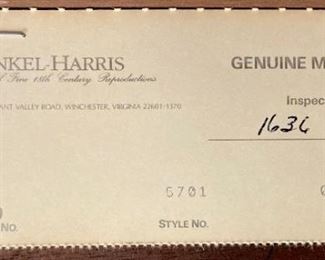 NKEL-HARRIS
GENUINE M
Fine 18th Century Reproductions
ANT VALLEY ROAD, WINCHESTER, VIRGINIA 22601-1370
Inspec
1636
5701
NO.
STYLE NO.